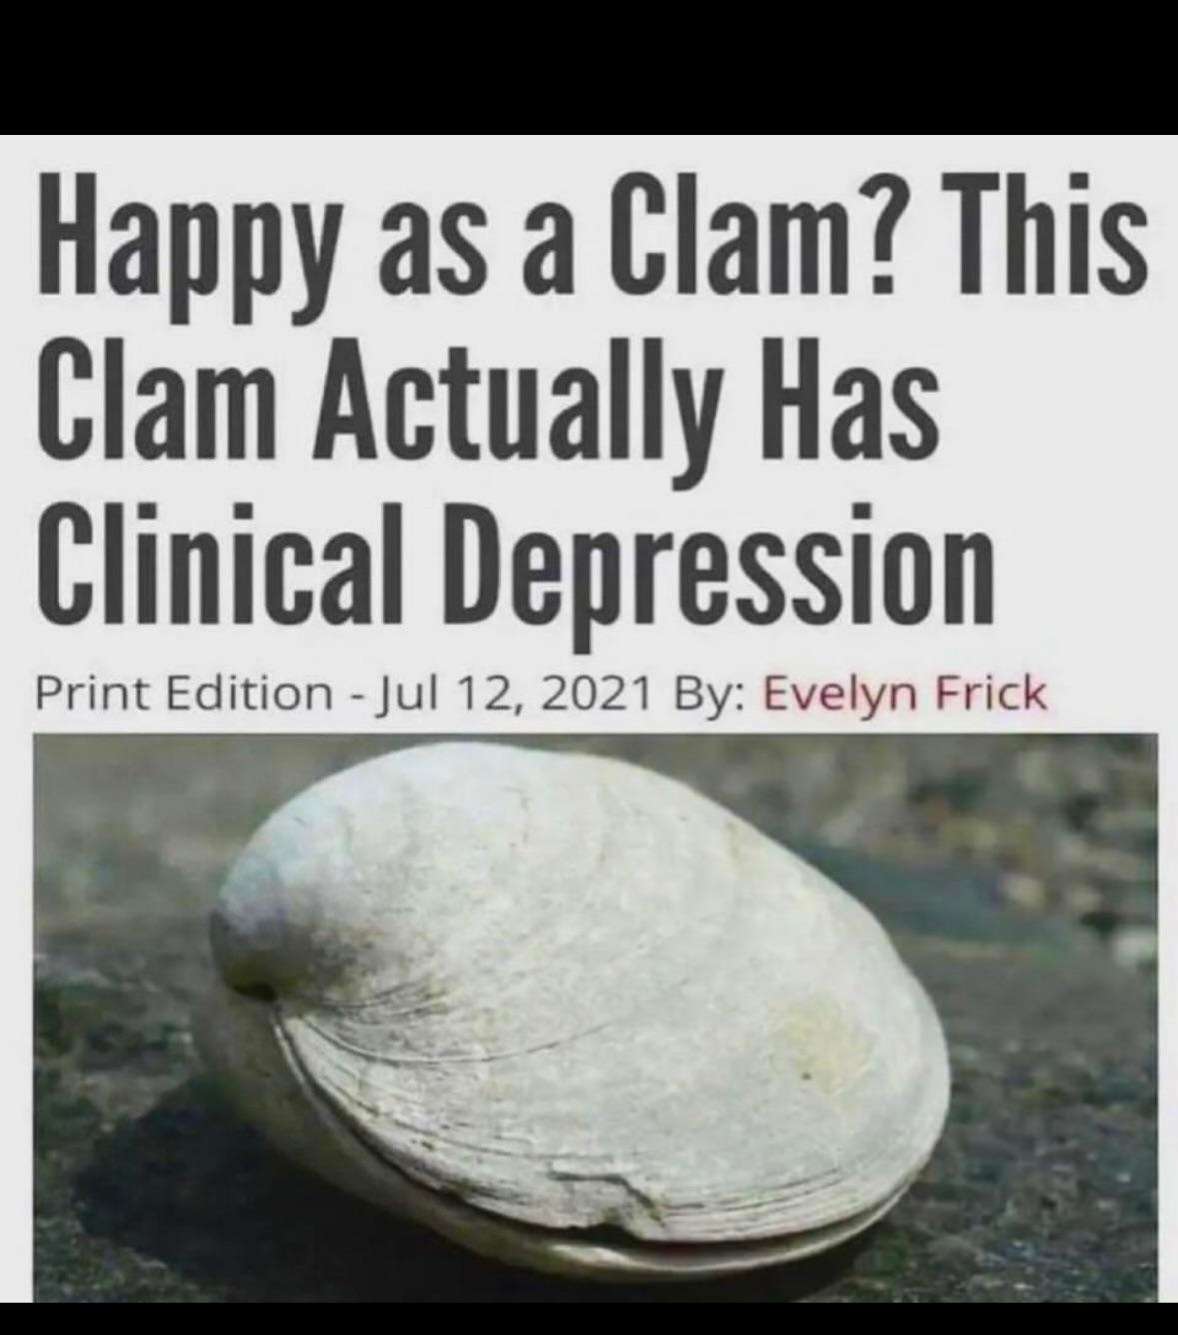 Happy as a Clam? This
Clam Actually Has
Clinical Depression
Print Edition - Jul 12, 2021 By: Evelyn Frick